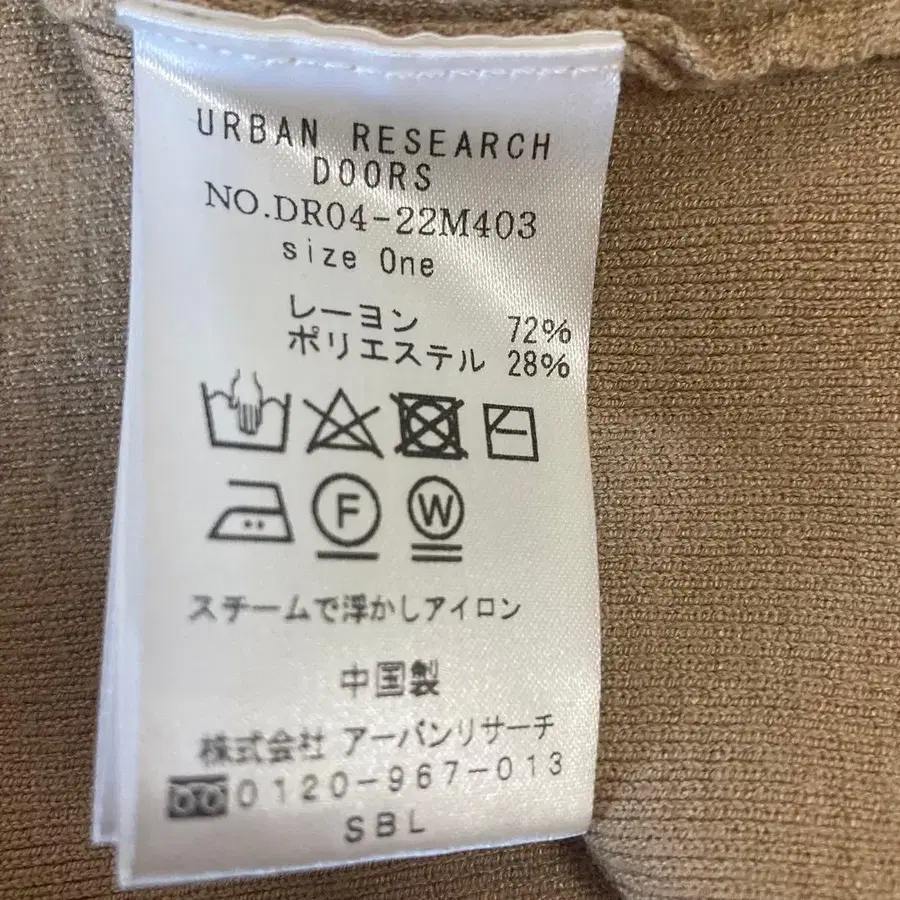 URBAN RESEARCH
DOORS
NO.DR04-22M403
size One
レーヨン 72%
ポリエステル 28%
F W
スチームで浮かしアイロン
中国製
株式会社 アーバンリサーチ
0120-967-013
SBL